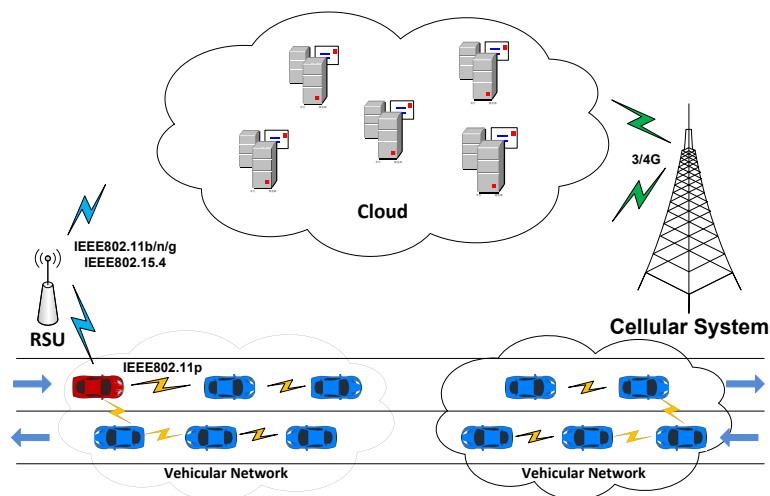 Cloud
3/4G
IEEE802.11b/n/g
IEEE802.15.4
RSU
Cellular System
IEEE802.11p
Vehicular Network
Vehicular Network